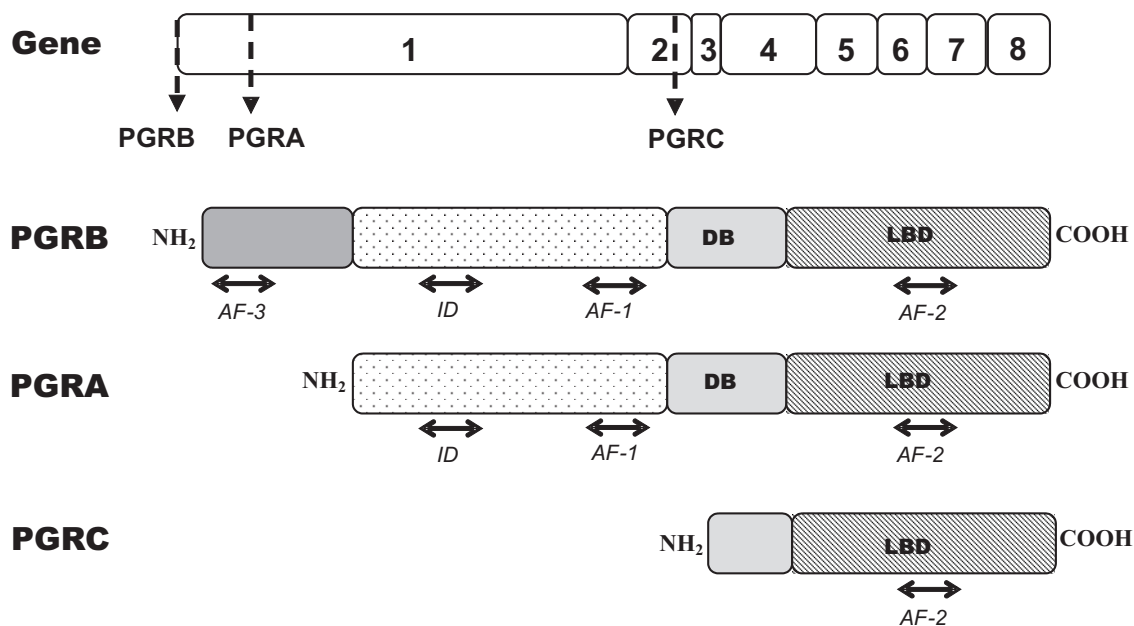 Gene 1 2 3 4 5 6 7 8
PGRB PGRA PGRC
PGRB NH2 DB LBD COOH
AF-3 ID AF-1 AF-2
PGRA NH2 DB LBD COOH
ID AF-1 AF-2
PGRC NH2 LBD COOH
AF-2